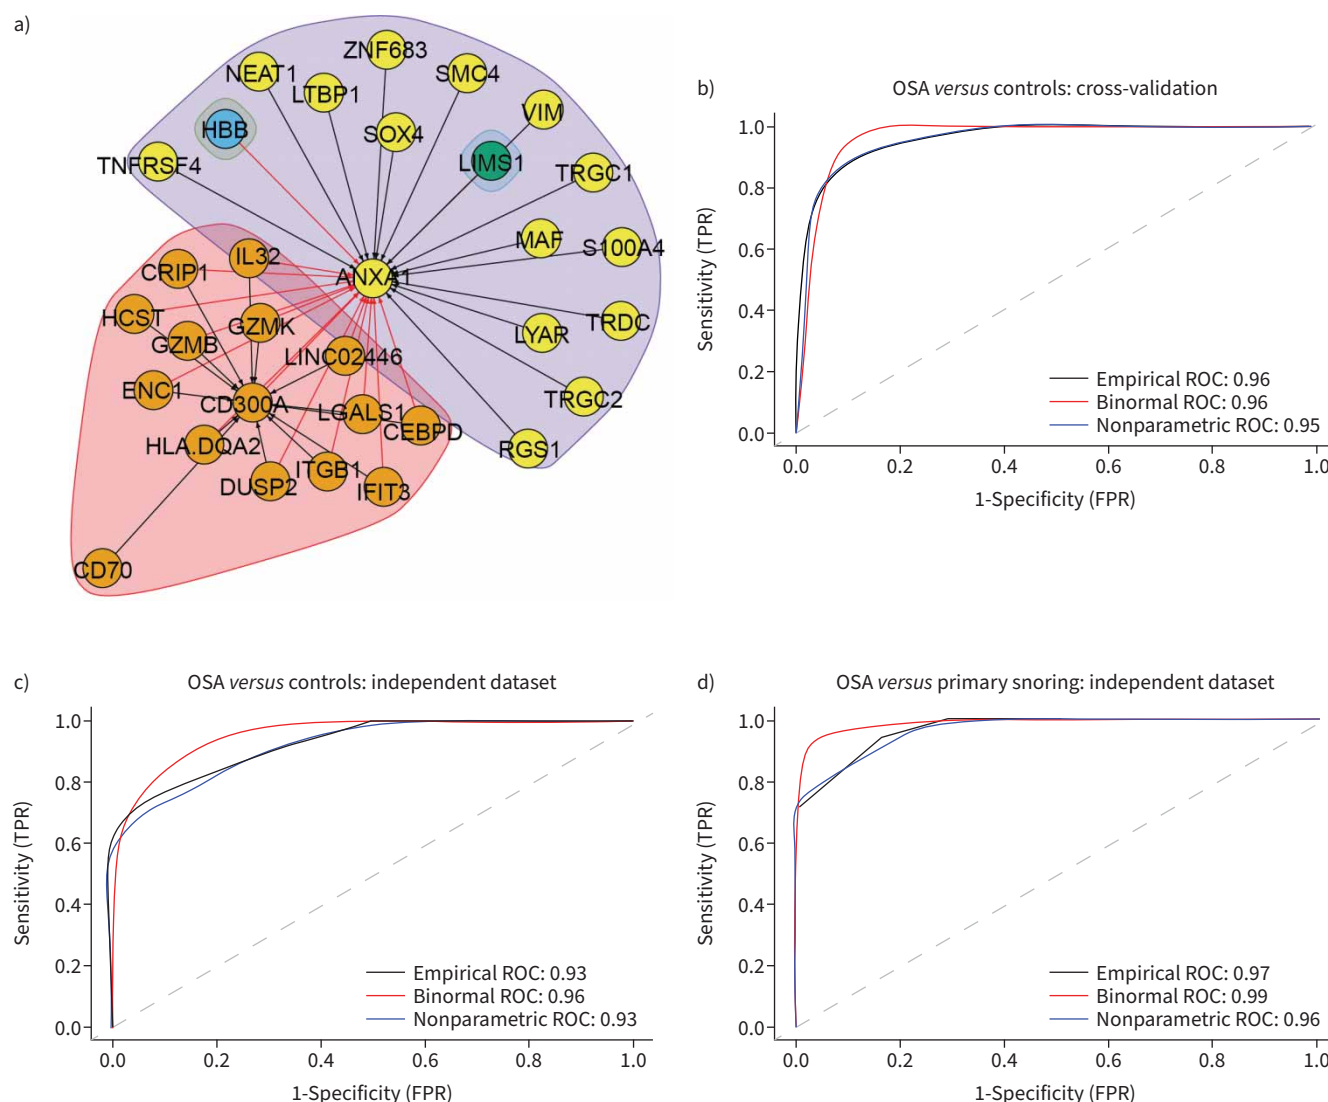 a)
ZNF683
NEAT1
SMC4
LTBP1
VIM
HBB
SOX4
LIMS1
TNFRSF4
TRGC1
MAF
S100A4
IL32
CRIP1
ANXA1
HCST
GZMK
TRDC
GZMB
LYAR
LINC02446
ENC1
CD300A
TRGC2
LGALS1
CEBPD
HLA.DQA2
RGS1
ITGB1
DUSP2
IFIT3
CD70
b)
OSA versus controls: cross-validation
Sensitivity (TPR)
1.0
0.8
0.6
0.4
0.2
0.0
Empirical ROC: 0.96
Binormal ROC: 0.96
Nonparametric ROC: 0.95
0.0 0.2 0.4 0.6 0.8 1.0
1-Specificity (FPR)
c)
OSA versus controls: independent dataset
Sensitivity (TPR)
1.0
0.8
0.6
0.4
0.2
0.0
Empirical ROC: 0.93
Binormal ROC: 0.96
Nonparametric ROC: 0.93
0.0 0.2 0.4 0.6 0.8 1.0
1-Specificity (FPR)
d)
OSA versus primary snoring: independent dataset
Sensitivity (TPR)
1.0
0.8
0.6
0.4
0.2
0.0
Empirical ROC: 0.97
Binormal ROC: 0.99
Nonparametric ROC: 0.96
0.0 0.2 0.4 0.6 0.8 1.0
1-Specificity (FPR)